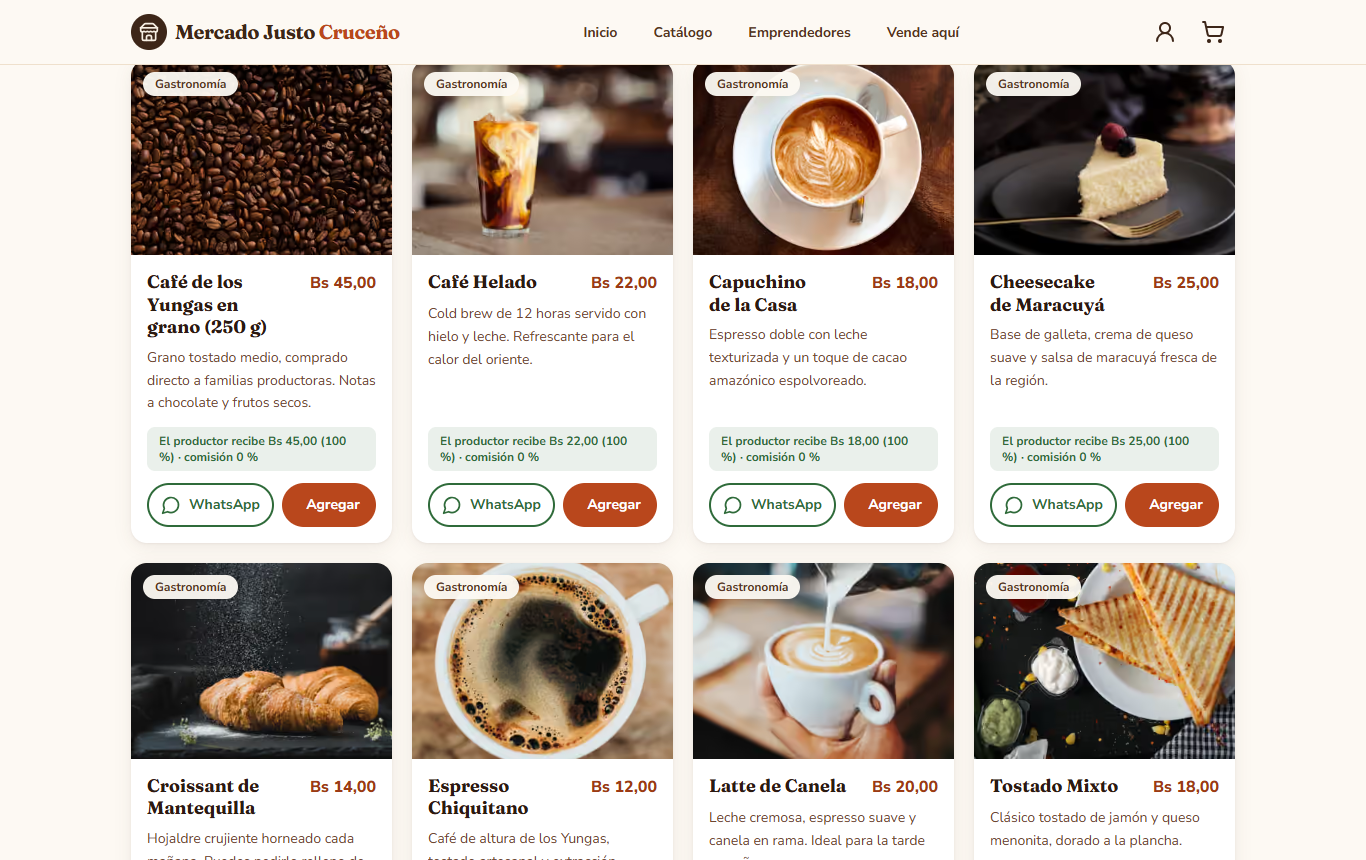 Mercado Justo Cruceño
Inicio
Catálogo
Emprendedores
Vende aquí
Gastronomía
Café de los
Yungas en
grano (250 g)
Bs 45,00
Grano tostado medio, comprado
directo a familias productoras. Notas
a chocolate y frutos secos.
El productor recibe Bs 45,00 (100
%) · comisión 0 %
WhatsApp
Agregar
Gastronomía
Café Helado
Bs 22,00
Cold brew de 12 horas servido con
hielo y leche. Refrescante para el
calor del oriente.
El productor recibe Bs 22,00 (100
%) · comisión 0 %
WhatsApp
Agregar
Gastronomía
Capuchino
de la Casa
Bs 18,00
Espresso doble con leche
texturizada y un toque de cacao
amazónico espolvoreado.
El productor recibe Bs 18,00 (100
%) · comisión 0 %
WhatsApp
Agregar
Gastronomía
Cheesecake
de Maracuyá
Bs 25,00
Base de galleta, crema de queso
suave y salsa de maracuyá fresca de
la región.
El productor recibe Bs 25,00 (100
%) · comisión 0 %
WhatsApp
Agregar
Gastronomía
Croissant de
Mantequilla
Bs 14,00
Hojaldre crujiente horneado cada
Gastronomía
Espresso
Chiquitano
Bs 12,00
Café de altura de los Yungas,
Gastronomía
Latte de Canela
Bs 20,00
Leche cremosa, espresso suave y
canela en rama. Ideal para la tarde
Gastronomía
Tostado Mixto
Bs 18,00
Clásico tostado de jamón y queso
menonita, dorado a la plancha.